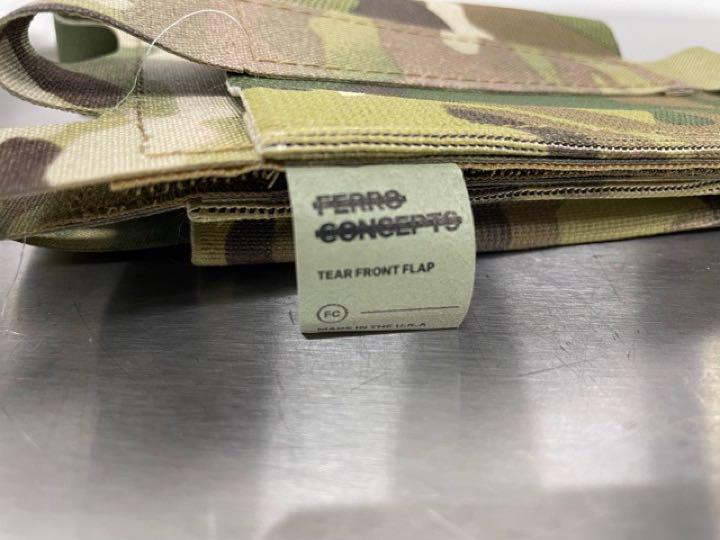 FERRO
CONCEPTS
TEAR FRONT FLAP
FC
MADE IN THE U.S.A